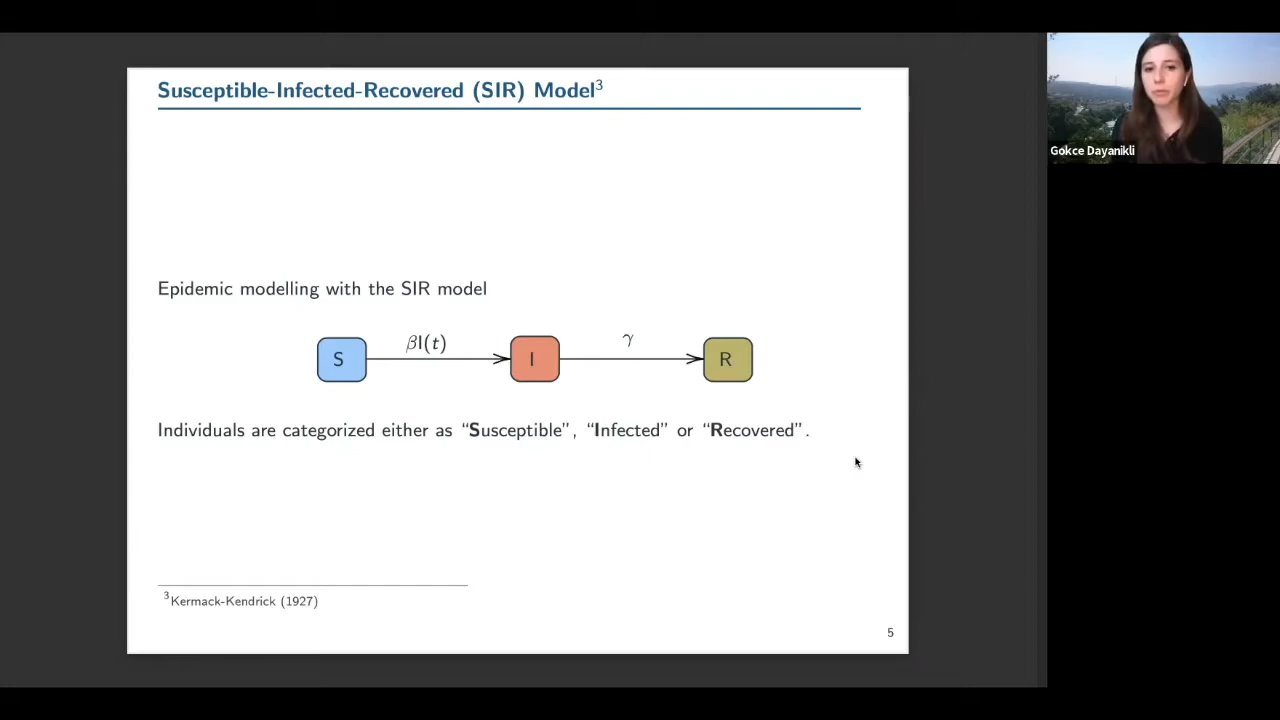 Susceptible-Infected-Recovered (SIR) Model³
Gokce Dayanikli
Epidemic modelling with the SIR model
βI(t)
γ
S
I
R
Individuals are categorized either as “Susceptible”, “Infected” or “Recovered”.
³Kermack-Kendrick (1927)
5